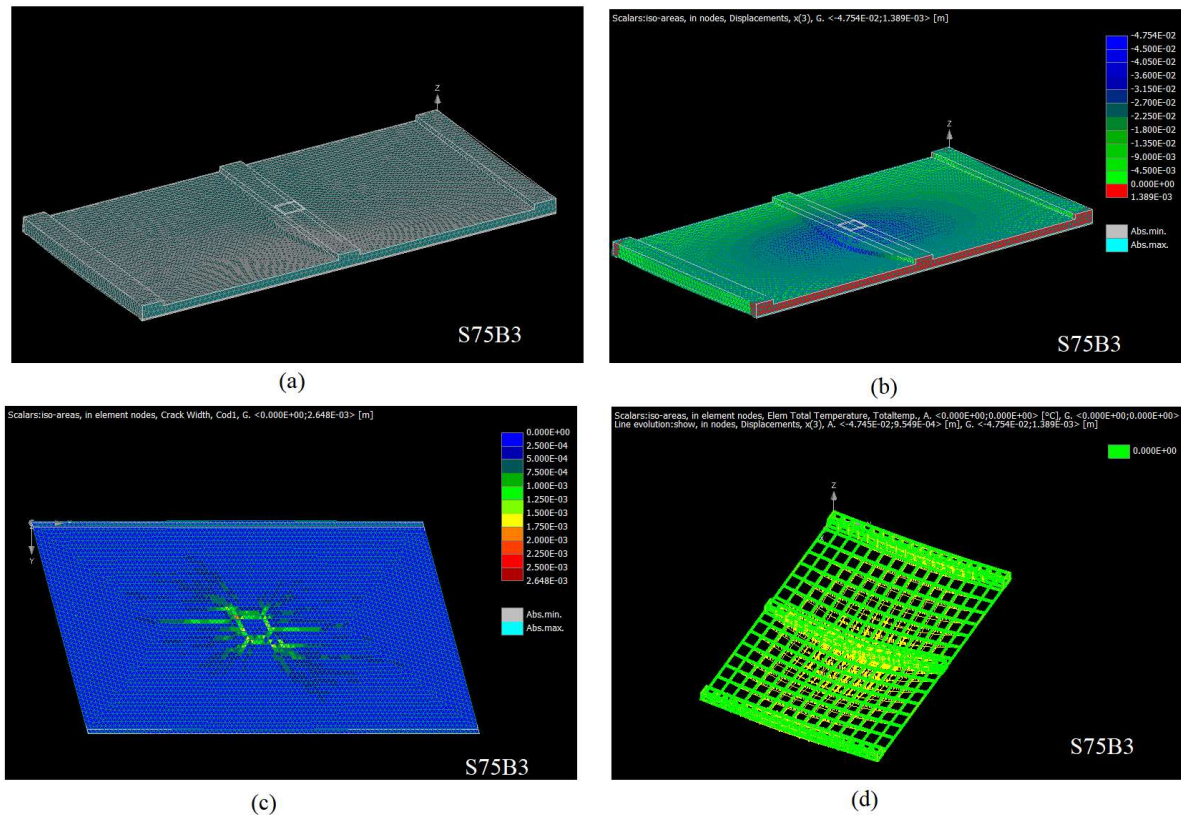 Z
S75B3
(a)
Scalars:iso-areas, in nodes, Displacements, x(3), G. <-4.754E-02;1.389E-03> [m]
-4.754E-02
-4.500E-02
-4.050E-02
-3.600E-02
-3.150E-02
-2.700E-02
-2.250E-02
-1.800E-02
-1.350E-02
-9.000E-03
-4.500E-03
0.000E+00
1.389E-03
Abs.min.
Abs.max.
Z
S75B3
(b)
Scalars:iso-areas, in element nodes, Crack Width, Cod1, G. <0.000E+00;2.648E-03> [m]
0.000E+00
2.500E-04
5.000E-04
7.500E-04
1.000E-03
1.250E-03
1.500E-03
1.750E-03
2.000E-03
2.250E-03
2.500E-03
2.648E-03
Abs.min.
Abs.max.
Y
S75B3
(c)
Scalars:iso-areas, in element nodes, Elem Total Temperature, Totaltemp., A. <0.000E+00;0.000E+00> [°C], G. <0.000E+00;0.000E+00>
Line evolution:show, in nodes, Displacements, x(3), A. <-4.745E-02;9.549E-04> [m], G. <-4.754E-02;1.389E-03> [m]
0.000E+00
Z
S75B3
(d)